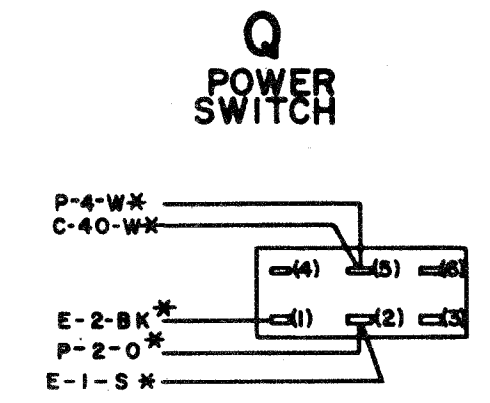 Q
POWER
SWITCH
P-4-W*
C-40-W*
(4) (5) (6)
E-2-BK*
(1) (2) (3)
P-2-O*
E-1-S*